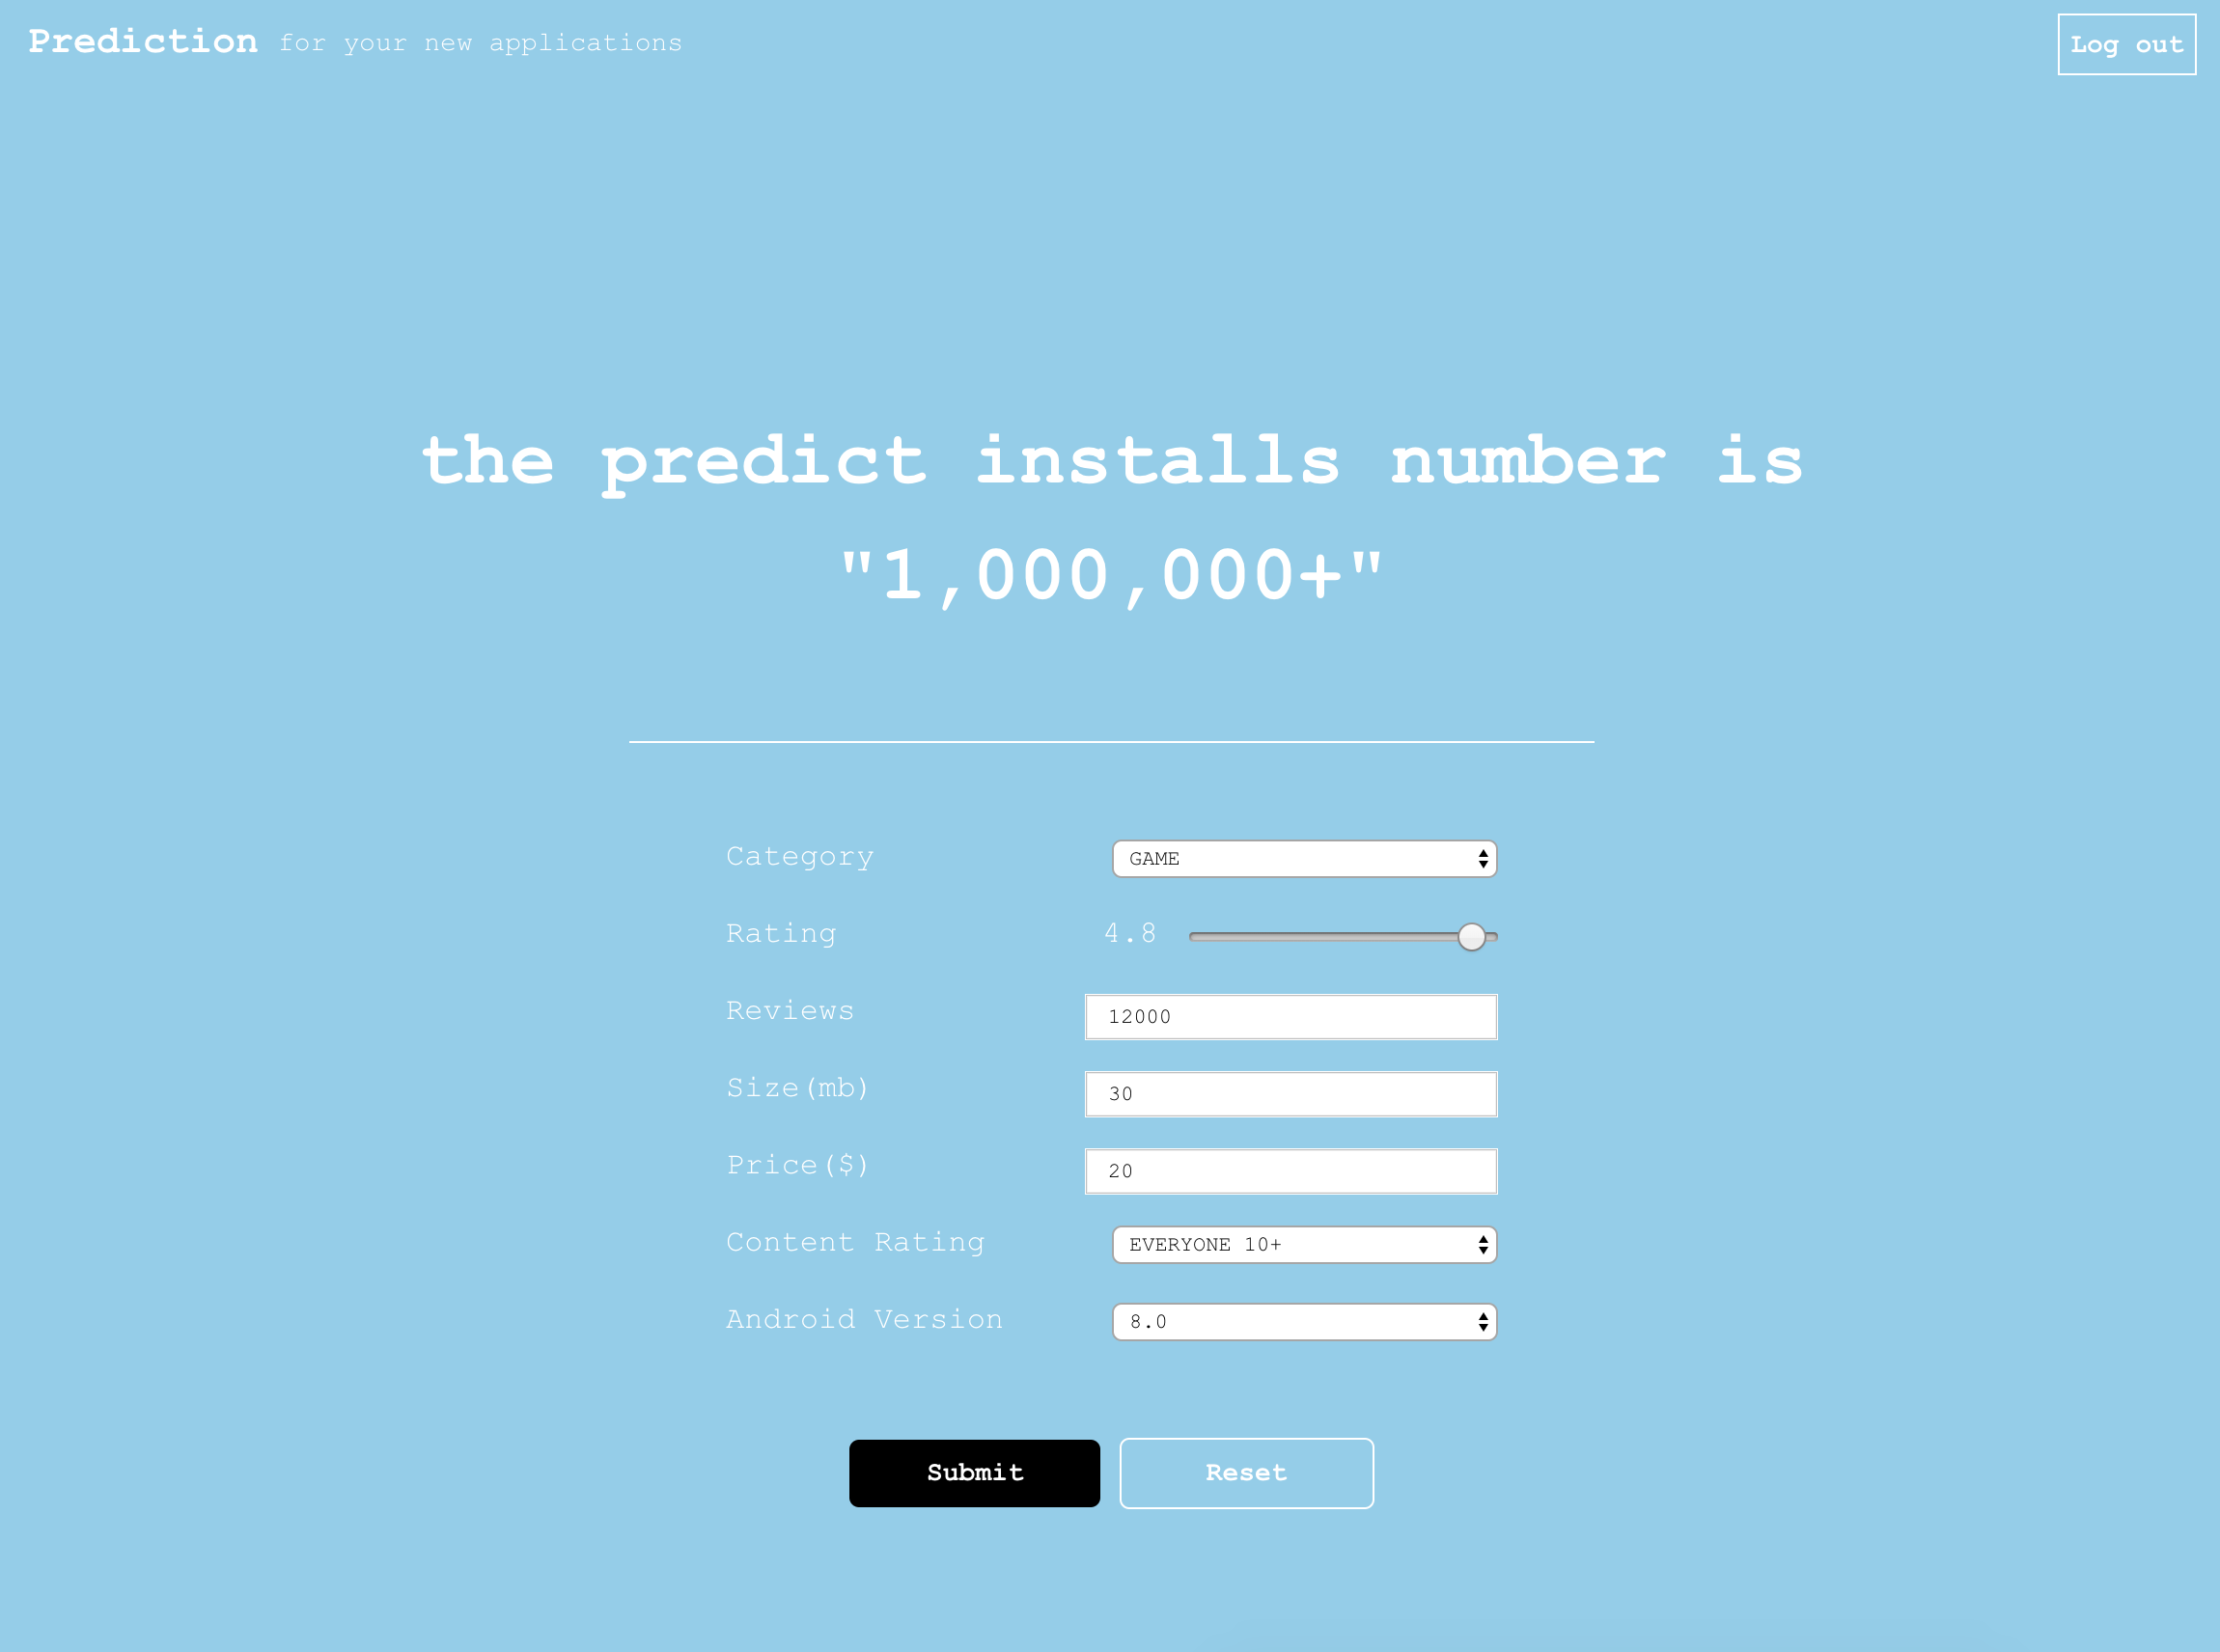 Prediction for your new applications
Log out
the predict installs number is
"1,000,000+"
Category GAME
Rating 4.8
Reviews 12000
Size(mb) 30
Price($) 20
Content Rating EVERYONE 10+
Android Version 8.0
Submit Reset